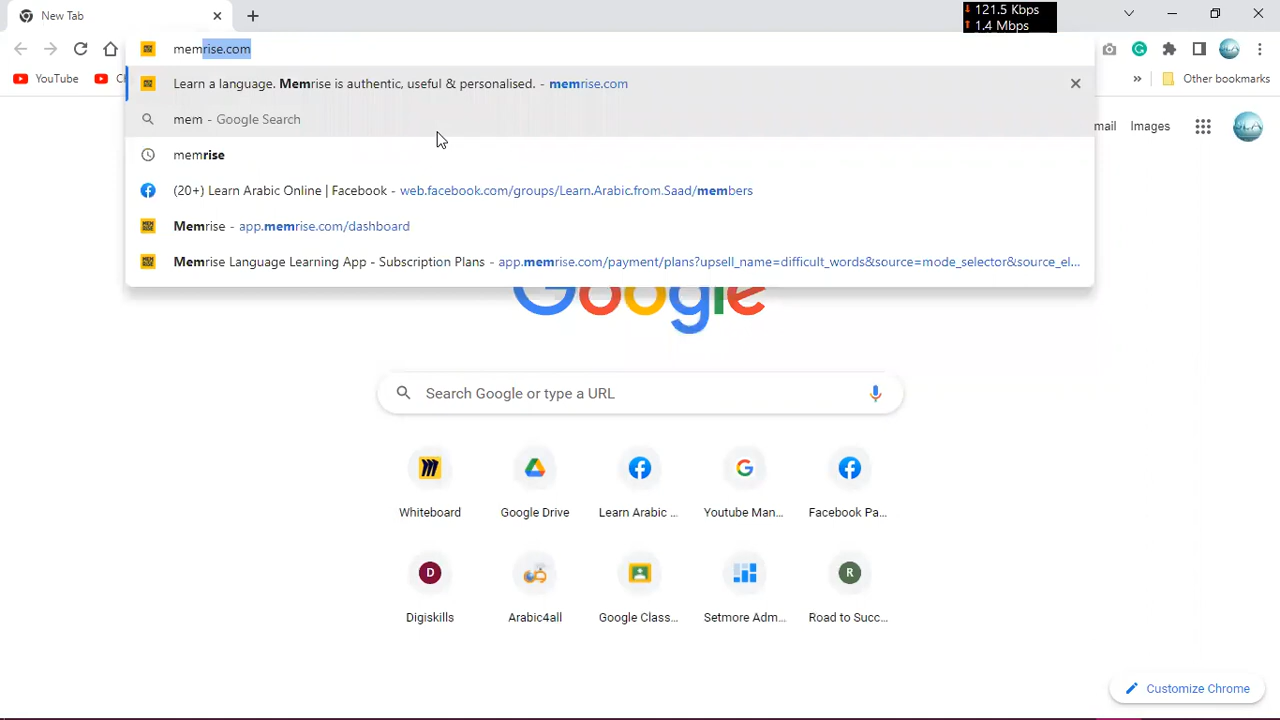 New Tab
121.5 Kbps
1.4 Mbps
memrise.com
YouTube
Other bookmarks
Learn a language. Memrise is authentic, useful & personalised. - memrise.com
mem - Google Search
mail Images
memrise
(20+) Learn Arabic Online | Facebook - web.facebook.com/groups/Learn.Arabic.from.Saad/members
Memrise - app.memrise.com/dashboard
Memrise Language Learning App - Subscription Plans - app.memrise.com/payment/plans?upsell_name=difficult_words&source=mode_selector&source_el...
Google
Search Google or type a URL
Whiteboard Google Drive Learn Arabic ... Youtube Man... Facebook Pa...
D R
Digiskills Arabic4all Google Class... Setmore Adm... Road to Succ...
Customize Chrome